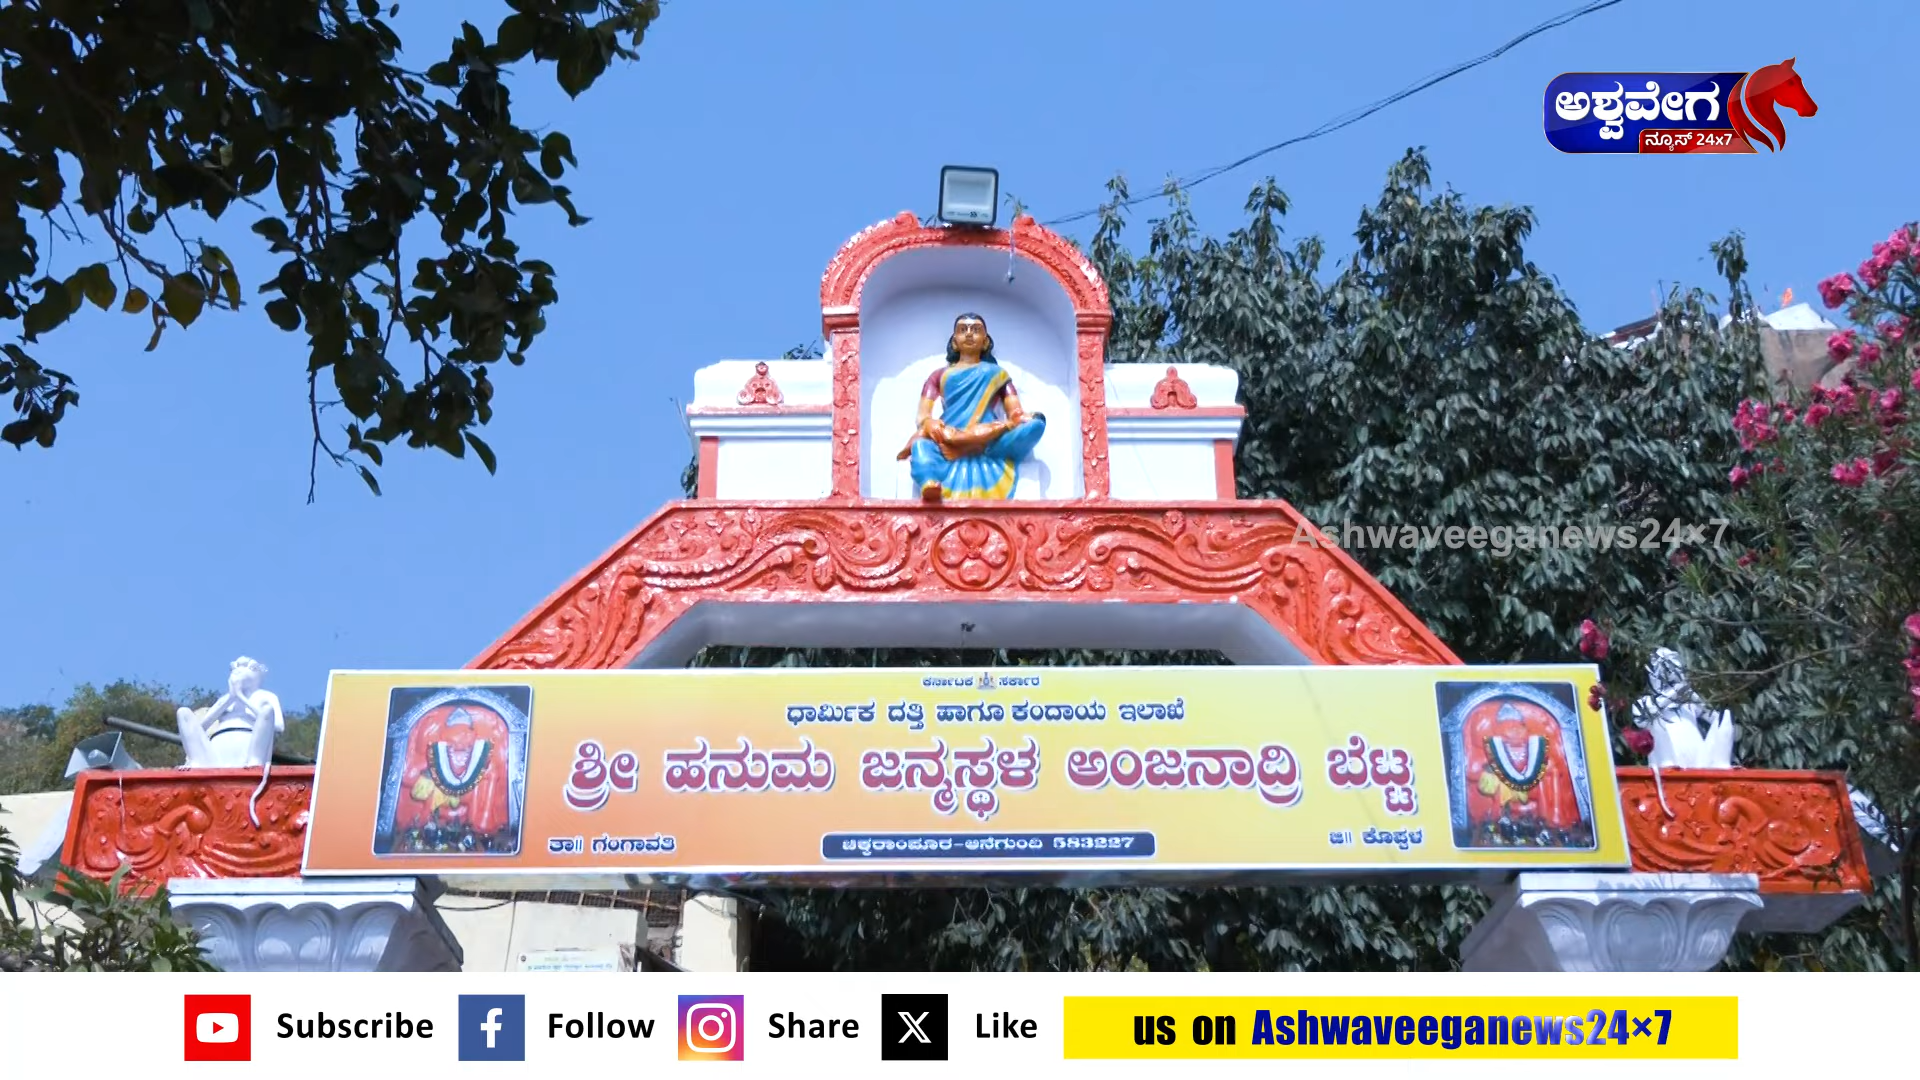 ಅಶ್ವವೇಗ
ನ್ಯೂಸ್ 24x7
Ashwaveeganews24×7
ಕರ್ನಾಟಕ ಸರ್ಕಾರ
ಧಾರ್ಮಿಕ ದತ್ತಿ ಹಾಗೂ ಕಂದಾಯ ಇಲಾಖೆ
ಶ್ರೀ ಹನುಮ ಜನ್ಮಸ್ಥಳ ಅಂಜನಾದ್ರಿ ಬೆಟ್ಟ
ತಾ॥ ಗಂಗಾವತಿ ಚಿಕ್ಕರಾಂಪೂರ-ಆನೆಗುಂದಿ 583227 ಜಿ॥ ಕೊಪ್ಪಳ
Subscribe Follow Share Like us on Ashwaveeganews24×7